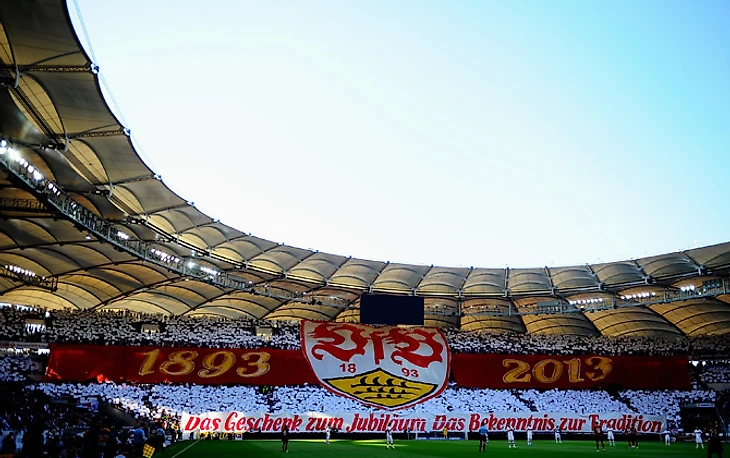 1893 VfB 2013
18 93
Das Geschenk zum Jubiläum Das Bekenntnis zur Tradition